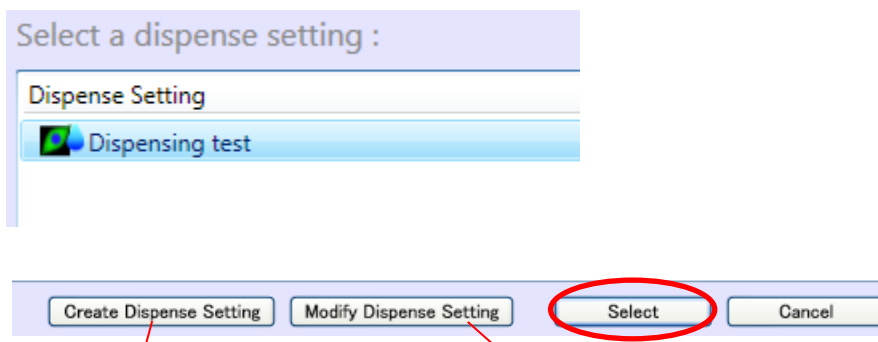 Select a dispense setting :
Dispense Setting
Dispensing test
Create Dispense Setting Modify Dispense Setting Select Cancel